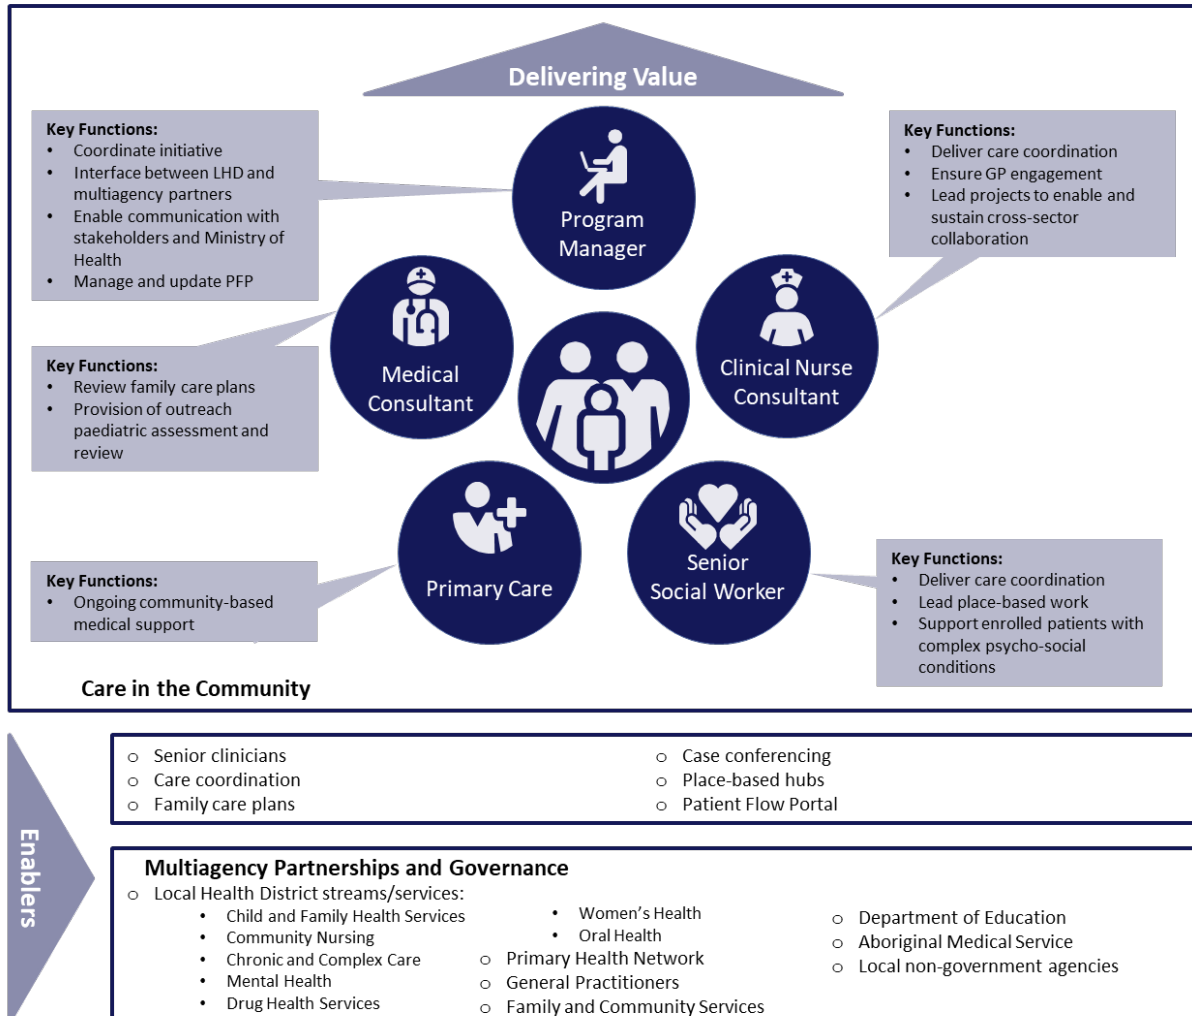 Delivering Value
Key Functions:
• Coordinate initiative
• Interface between LHD and
multiagency partners
• Enable communication with
stakeholders and Ministry of
Health
• Manage and update PFP
Program
Manager
Key Functions:
• Deliver care coordination
• Ensure GP engagement
• Lead projects to enable and
sustain cross-sector
collaboration
Key Functions:
• Review family care plans
• Provision of outreach
paediatric assessment and
review
Medical
Consultant
Clinical Nurse
Consultant
Key Functions:
• Ongoing community-based
medical support
Primary Care
Senior
Social Worker
Key Functions:
• Deliver care coordination
• Lead place-based work
• Support enrolled patients with
complex psycho-social
conditions
Care in the Community
Enablers
o Senior clinicians
o Care coordination
o Family care plans
o Case conferencing
o Place-based hubs
o Patient Flow Portal
Multiagency Partnerships and Governance
o Local Health District streams/services:
• Child and Family Health Services
• Community Nursing
• Chronic and Complex Care
• Mental Health
• Drug Health Services
• Women's Health
• Oral Health
o Primary Health Network
o General Practitioners
o Family and Community Services
o Department of Education
o Aboriginal Medical Service
o Local non-government agencies